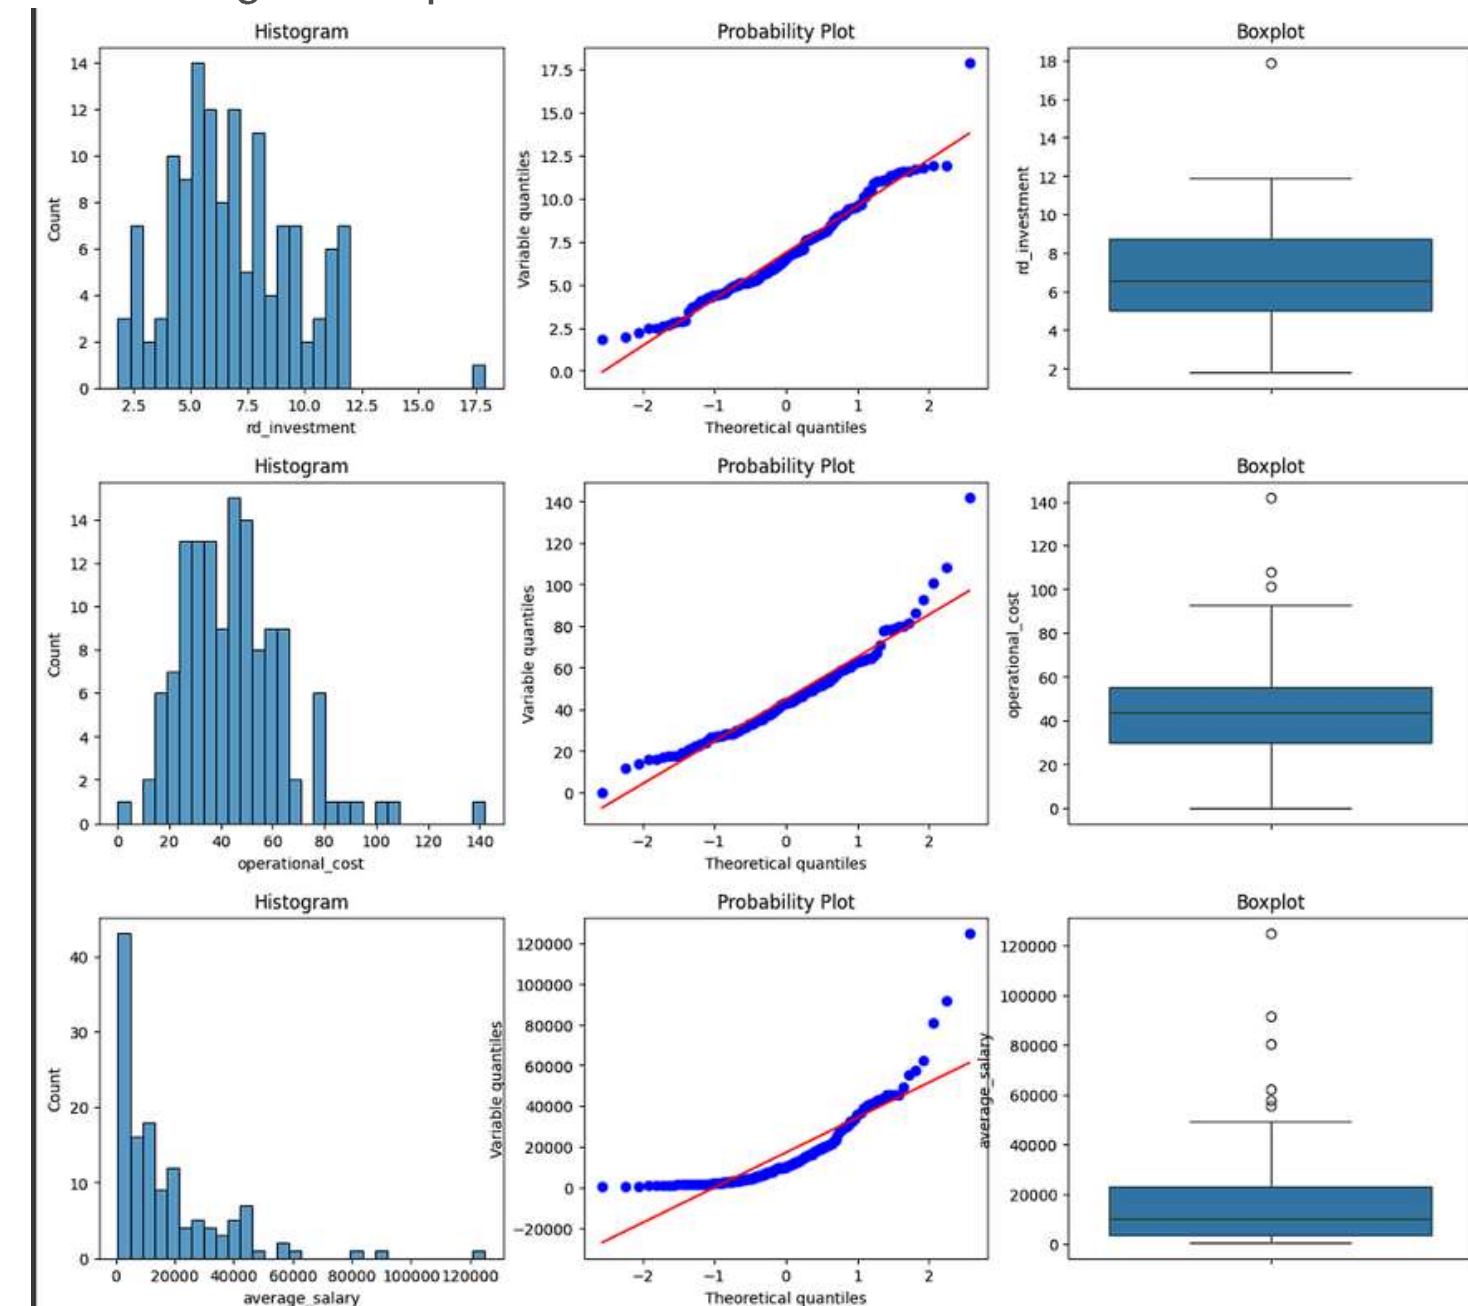 Histogram
Probability Plot
Boxplot
14
12
10
8
6
4
2
0
Count
2.5 5.0 7.5 10.0 12.5 15.0 17.5
rd_investment
17.5
15.0
12.5
10.0
7.5
5.0
2.5
0.0
Variable quantiles
−2 −1 0 1 2
Theoretical quantiles
18
16
14
12
10
8
6
4
2
rd_investment
Histogram
Probability Plot
Boxplot
14
12
10
8
6
4
2
0
Count
0 20 40 60 80 100 120 140
operational_cost
140
120
100
80
60
40
20
0
Variable quantiles
−2 −1 0 1 2
Theoretical quantiles
140
120
100
80
60
40
20
0
operational_cost
Histogram
Probability Plot
Boxplot
40
30
20
10
0
Count
0 20000 40000 60000 80000 100000 120000
average_salary
120000
100000
80000
60000
40000
20000
0
−20000
Variable quantiles
−2 −1 0 1 2
Theoretical quantiles
120000
100000
80000
60000
40000
20000
0
average_salary